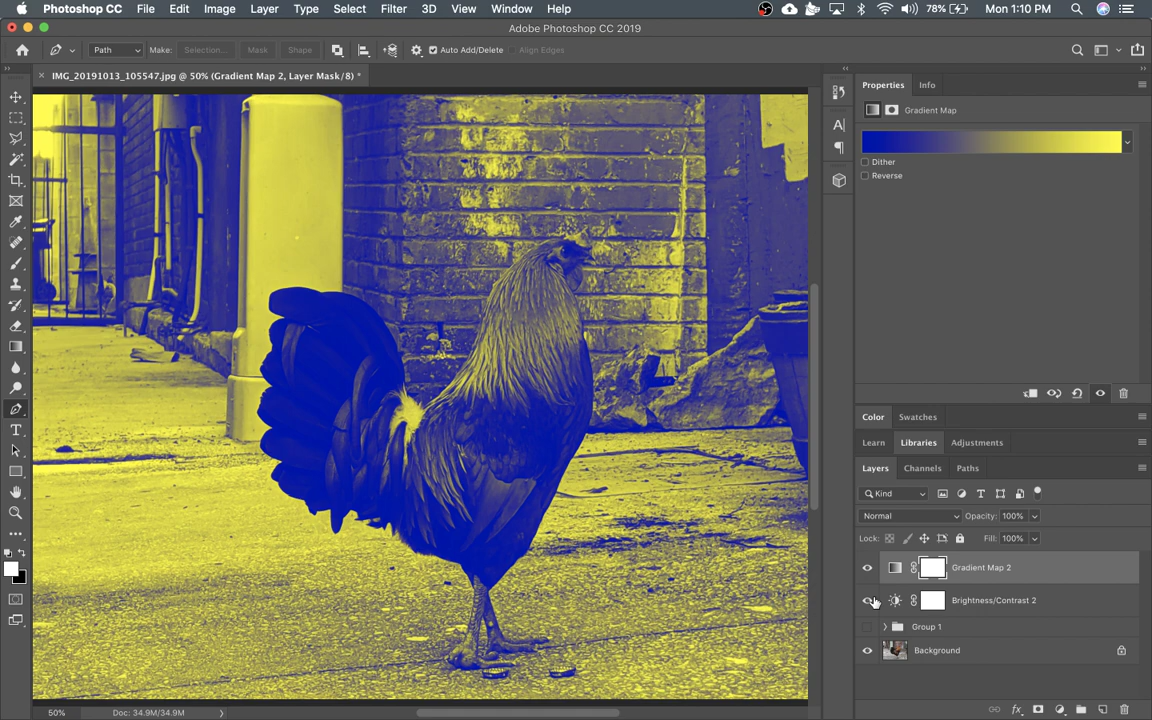 Photoshop CC File Edit Image Layer Type Select Filter 3D View Window Help 78% Mon 1:10 PM
Adobe Photoshop CC 2019
Path Make: Selection... Mask Shape Auto Add/Delete Align Edges
× IMG_20191013_105547.jpg @ 50% (Gradient Map 2, Layer Mask/8) *
Properties Info
Gradient Map
Dither
Reverse
Color Swatches
Learn Libraries Adjustments
Layers Channels Paths
Kind
Normal Opacity: 100%
Lock: Fill: 100%
Gradient Map 2
Brightness/Contrast 2
Group 1
Background
50% Doc: 34.9M/34.9M